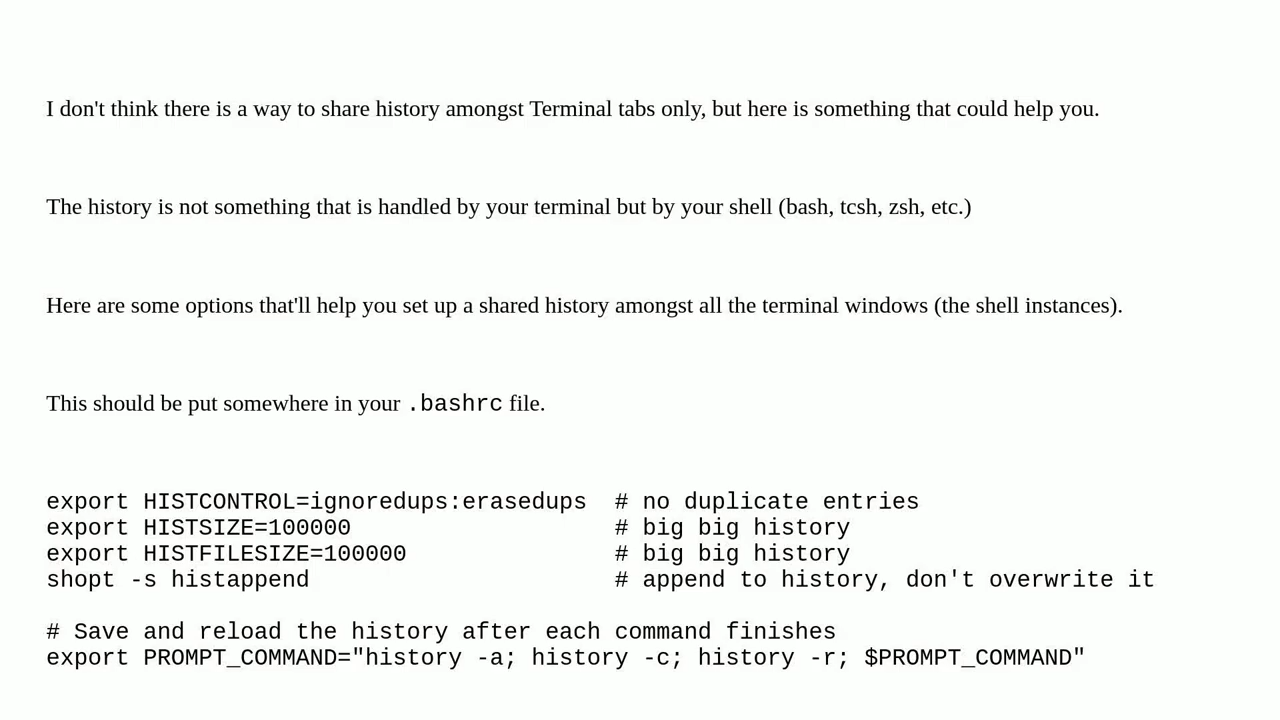 I don't think there is a way to share history amongst Terminal tabs only, but here is something that could help you.
The history is not something that is handled by your terminal but by your shell (bash, tcsh, zsh, etc.)
Here are some options that'll help you set up a shared history amongst all the terminal windows (the shell instances).
This should be put somewhere in your .bashrc file.
export HISTCONTROL=ignoredups:erasedups  # no duplicate entries
export HISTSIZE=100000                   # big big history
export HISTFILESIZE=100000               # big big history
shopt -s histappend                      # append to history, don't overwrite it
# Save and reload the history after each command finishes
export PROMPT_COMMAND="history -a; history -c; history -r; $PROMPT_COMMAND"